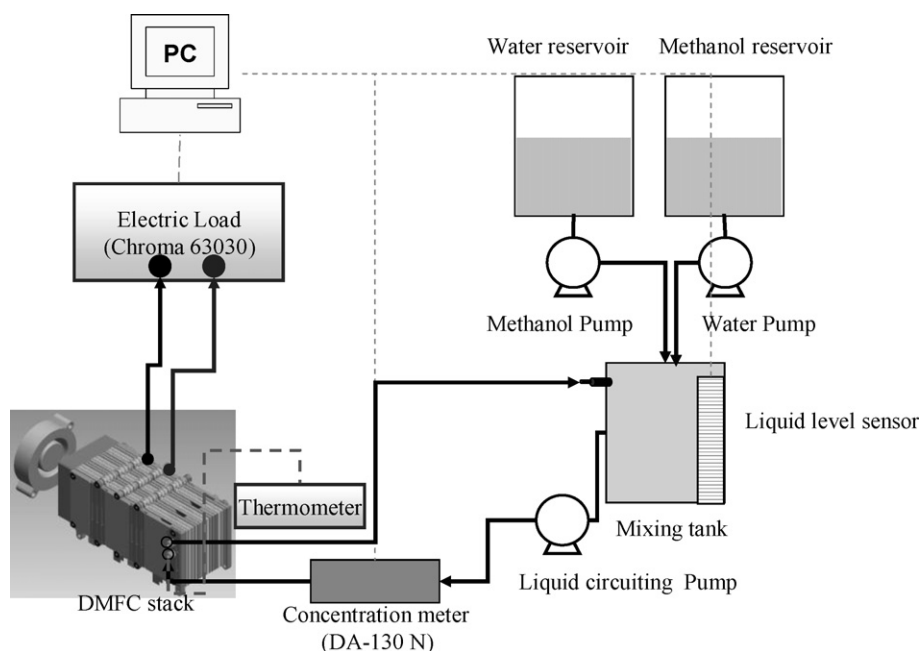 PC
Water reservoir
Methanol reservoir
Electric Load
(Chroma 63030)
Methanol Pump
Water Pump
Liquid level sensor
Thermometer
Mixing tank
Liquid circuiting Pump
DMFC stack
Concentration meter
(DA-130 N)